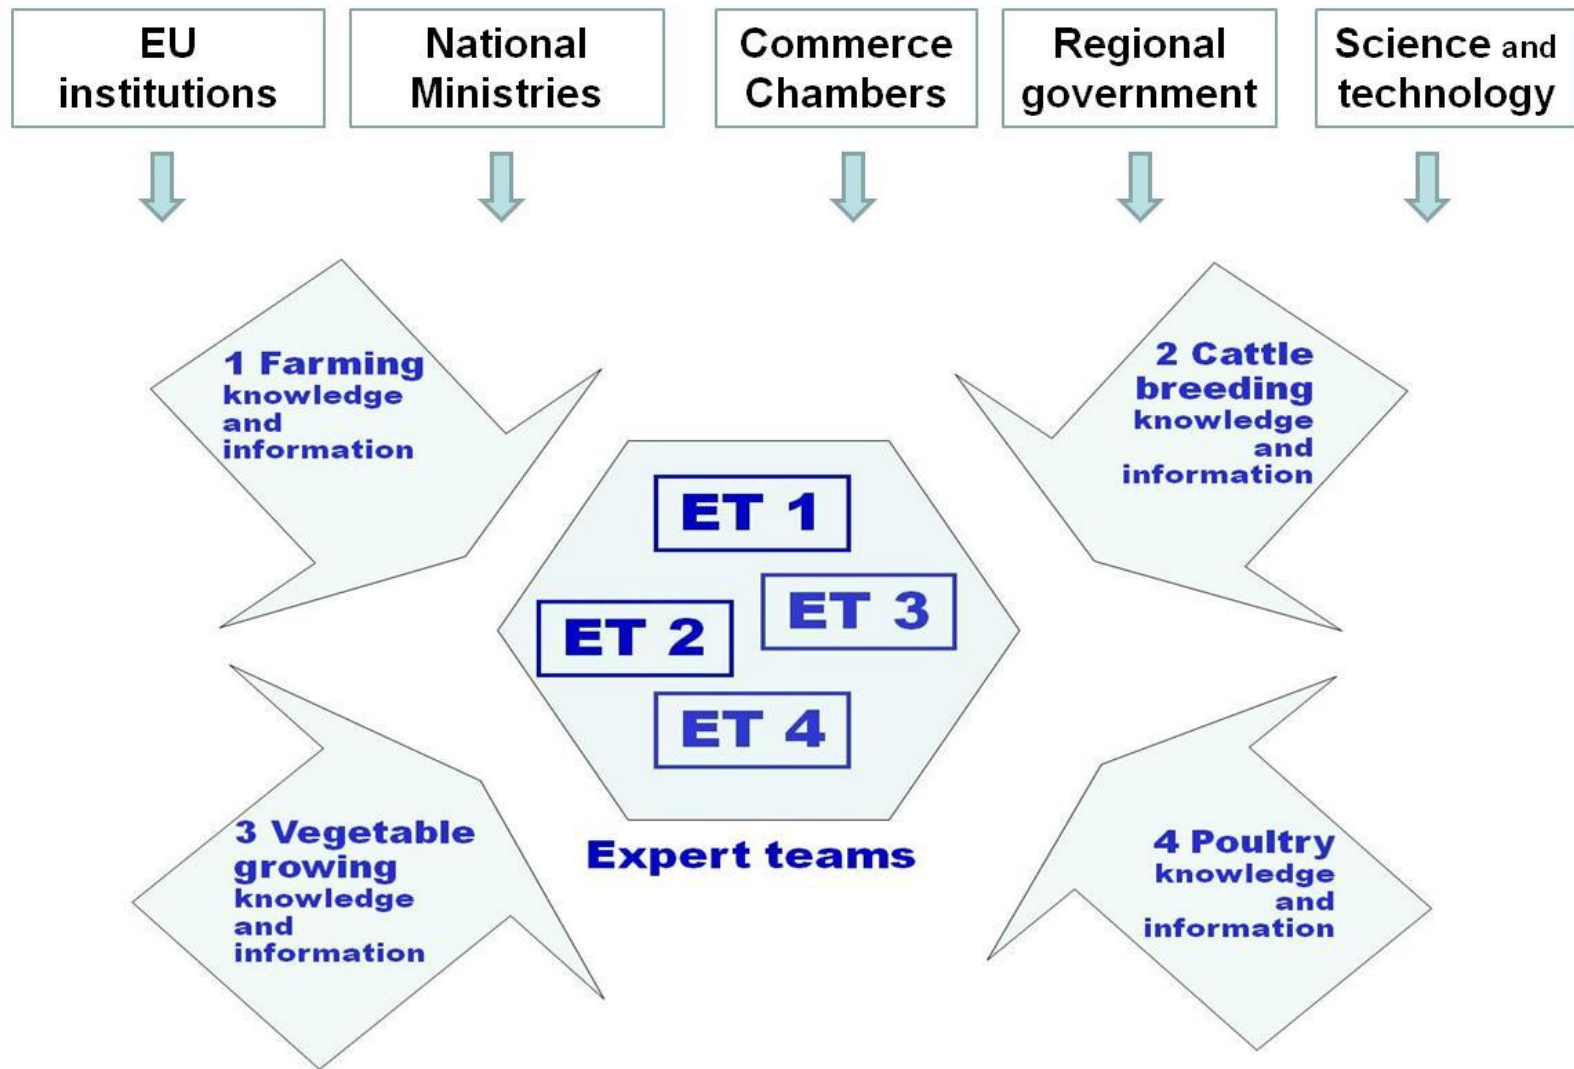 EU
institutions
National
Ministries
Commerce
Chambers
Regional
government
Science and
technology
1 Farming
knowledge
and
information
2 Cattle
breeding
knowledge
and
information
ET 1
ET 3
ET 2
ET 4
Expert teams
3 Vegetable
growing
knowledge
and
information
4 Poultry
knowledge
and
information